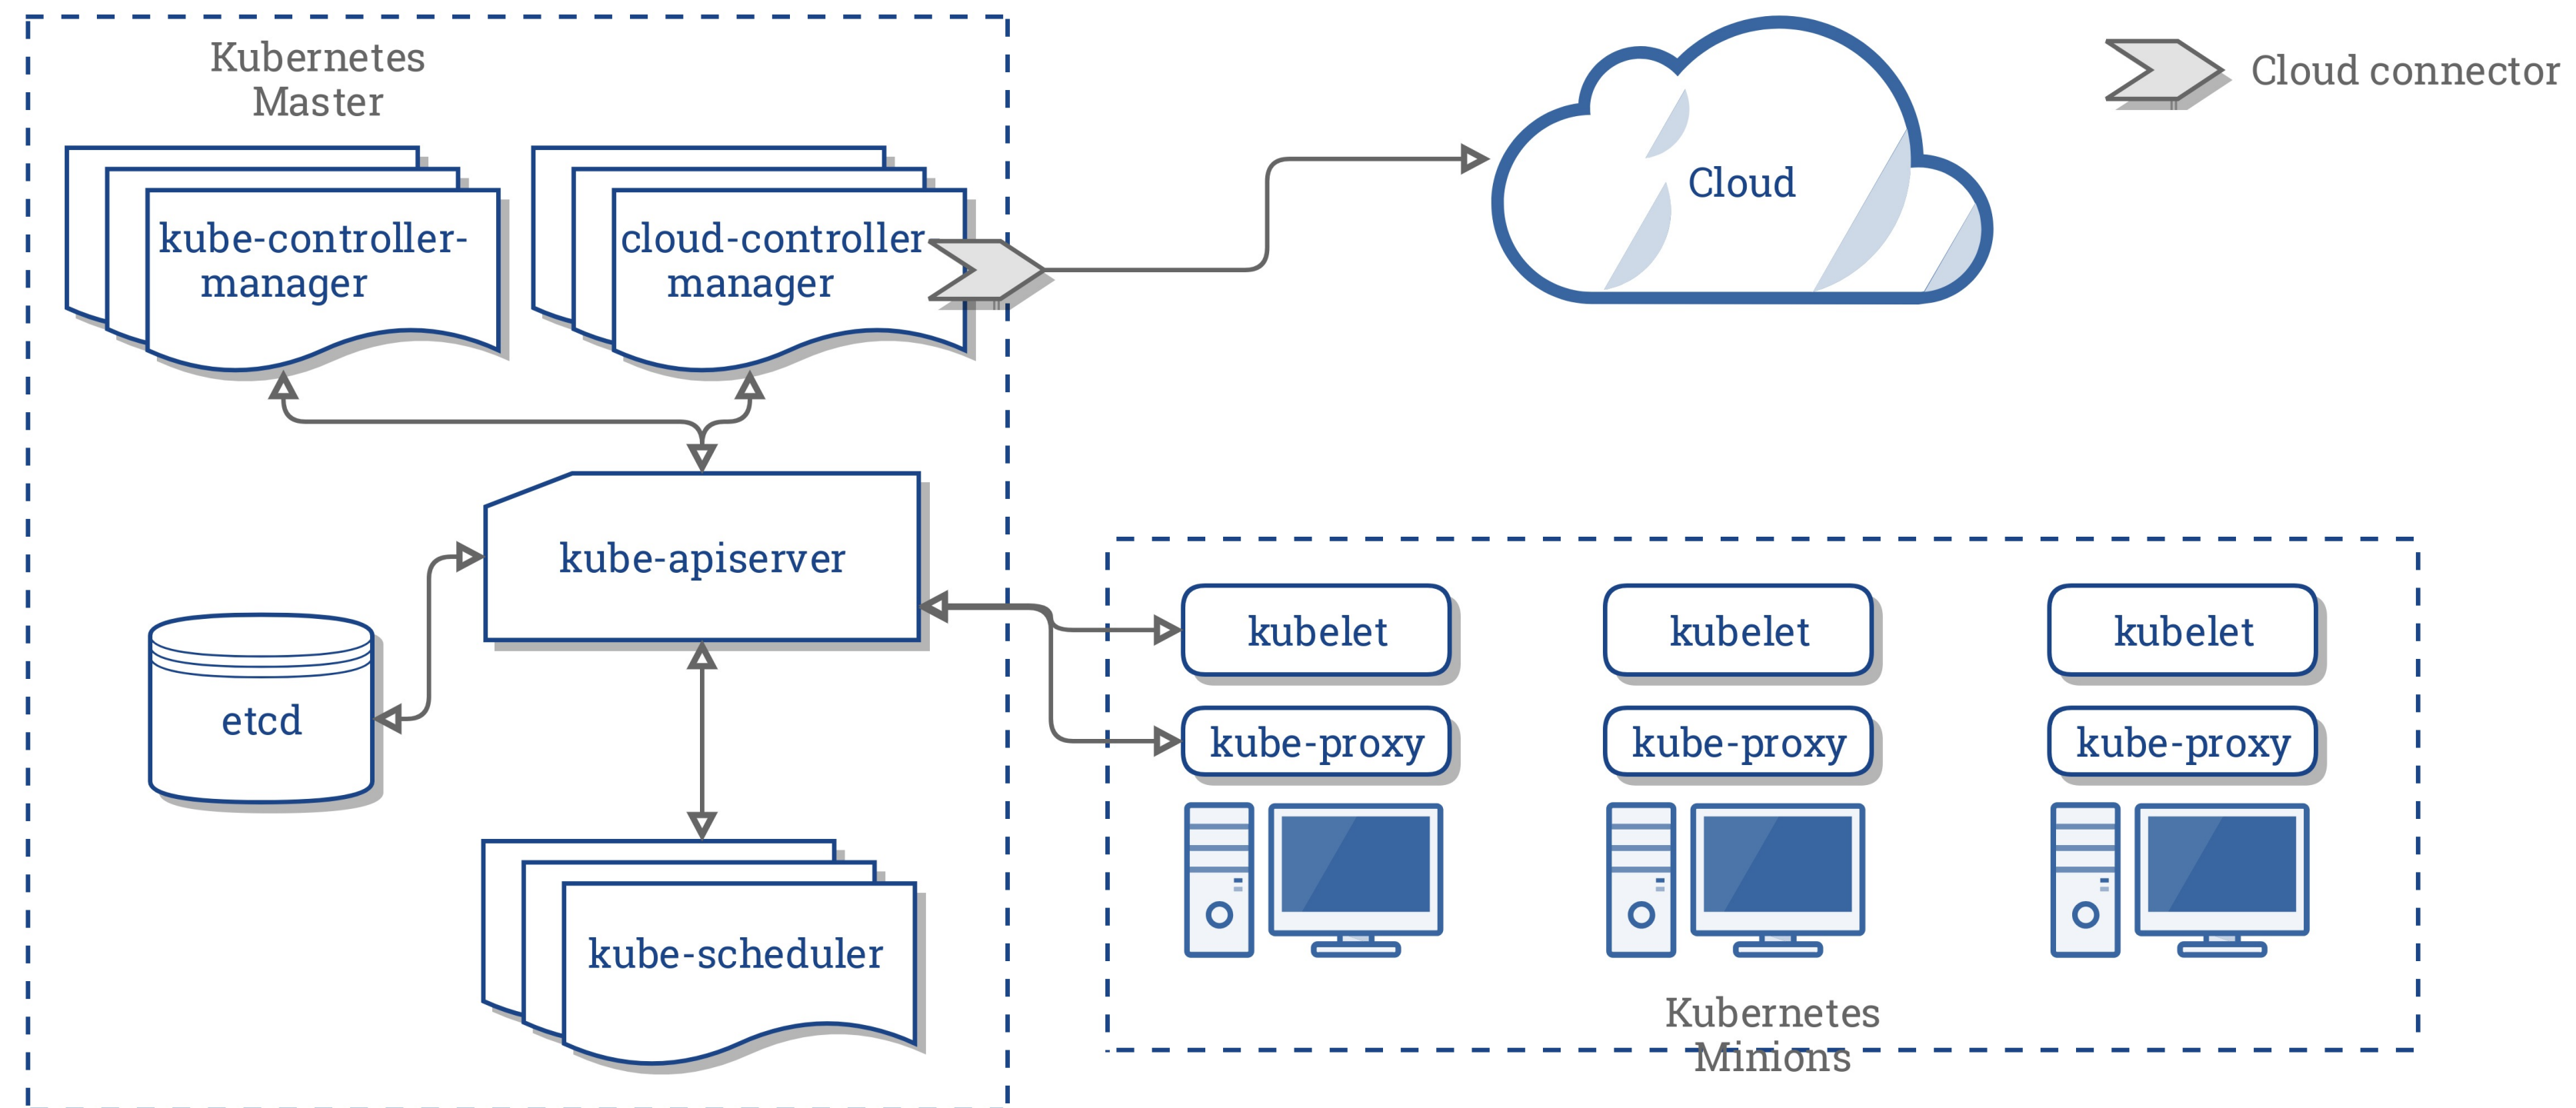 Kubernetes
Master
Cloud connector
kube-controller-
manager
cloud-controller
manager
Cloud
kube-apiserver
etcd
kube-scheduler
kubelet
kubelet
kubelet
kube-proxy
kube-proxy
kube-proxy
Kubernetes
Minions